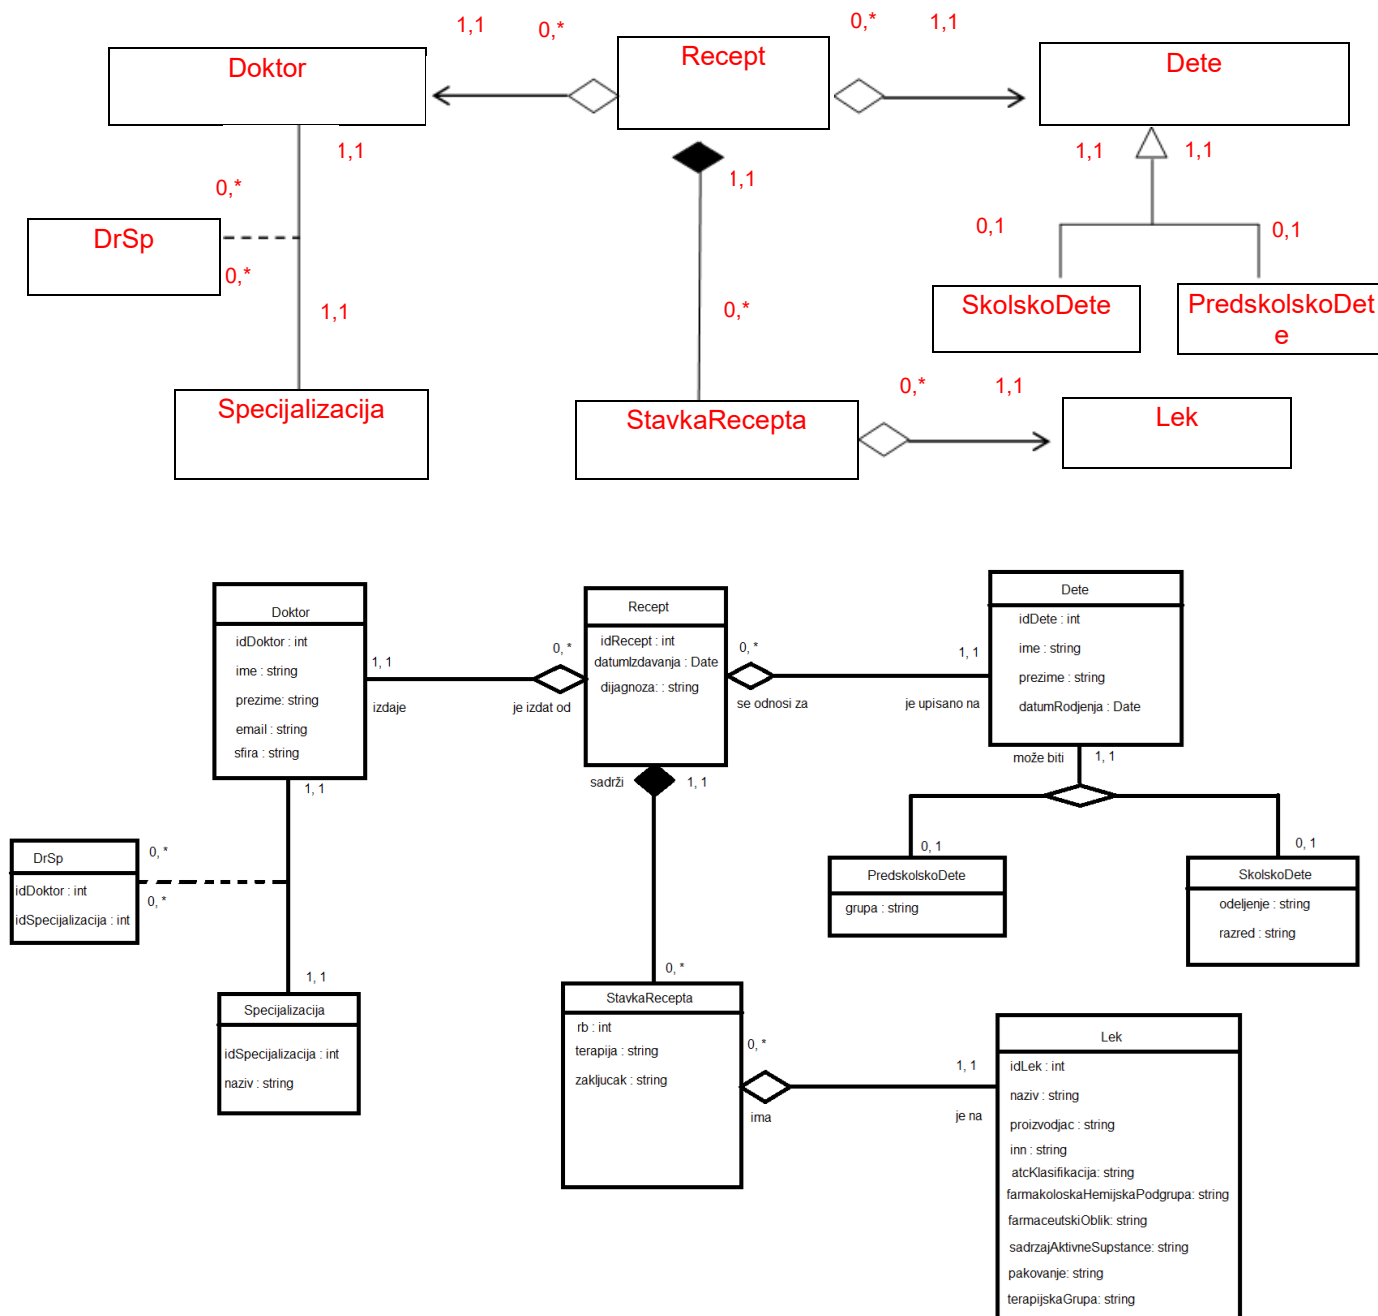 1,1
0,*
Recept
0,*
1,1
Doktor
Dete
1,1
1,1
1,1
1,1
0,*
DrSp
0,*
0,1
0,1
1,1
0,*
SkolskoDete
PredskolskoDet
e
0,*
1,1
Specijalizacija
StavkaRecepta
Lek
Doktor
idDoktor : int
ime : string
prezime: string
email : string
sfira : string
1, 1
izdaje
0, *
je izdat od
Recept
idRecept : int
datumIzdavanja : Date
dijagnoza: : string
0, *
se odnosi za
1, 1
je upisano na
Dete
idDete : int
ime : string
prezime : string
datumRodjenja : Date
može biti
1, 1
sadrži
1, 1
1, 1
DrSp
idDoktor : int
idSpecijalizacija : int
0, *
0, *
0, 1
0, 1
PredskolskoDete
grupa : string
SkolskoDete
odeljenje : string
razred : string
1, 1
Specijalizacija
idSpecijalizacija : int
naziv : string
0, *
StavkaRecepta
rb : int
terapija : string
zakljucak : string
0, *
ima
1, 1
je na
Lek
idLek : int
naziv : string
proizvodjac : string
inn : string
atcKlasifikacija: string
farmakoloskaHemijskaPodgrupa: string
farmaceutskiOblik: string
sadrzajAktivneSupstance: string
pakovanje: string
terapijskaGrupa: string